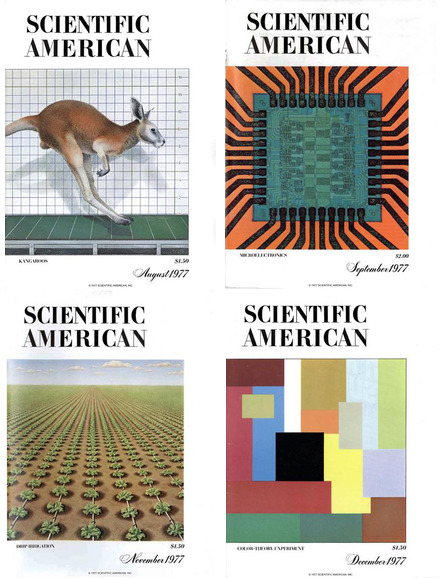 SCIENTIFIC
AMERICAN
KANGAROOS
$1.50
August 1977
© 1977 SCIENTIFIC AMERICAN, INC.
SCIENTIFIC
AMERICAN
MICROELECTRONICS
$2.00
September 1977
© 1977 SCIENTIFIC AMERICAN, INC.
SCIENTIFIC
AMERICAN
DRIP IRRIGATION
$1.50
November 1977
© 1977 SCIENTIFIC AMERICAN, INC.
SCIENTIFIC
AMERICAN
COLOR-THEORY EXPERIMENT
$1.50
December 1977
© 1977 SCIENTIFIC AMERICAN, INC.